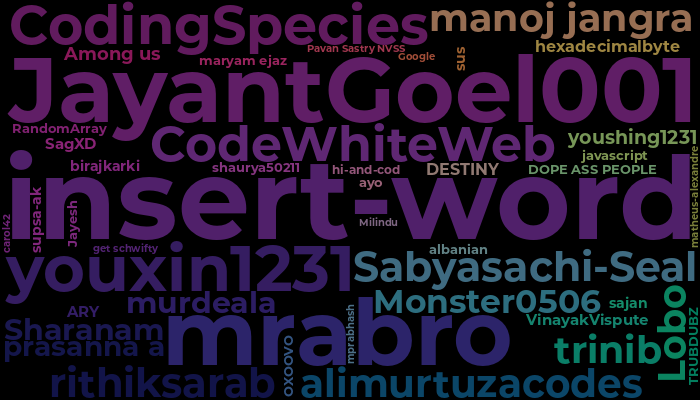 CodingSpecies
manoj jangra
Among us
maryam ejaz
Pavan Sastry NVSS
Google
sus
hexadecimalbyte
JayantGoel001
RandomArray
SagXD
CodeWhiteWeb
youshing1231
javascript
birajkarki
shaurya50211
hi-and-cod
DESTINY
DOPE ASS PEOPLE
matheus-alexandre
ayo
insert-word
carol42
supsa-ak
Jayesh
Milindu
get schwifty
albanian
youxin1231
Sabyasachi-Seal
murdeala
Monster0506
sajan
Lobo
TRUBDUBZ
ARY
VinayakVispute
Sharanam
mrabro
mprabhash
prasanna a
oxoovo
trinib
rithiksarab
alimurtuzacodes